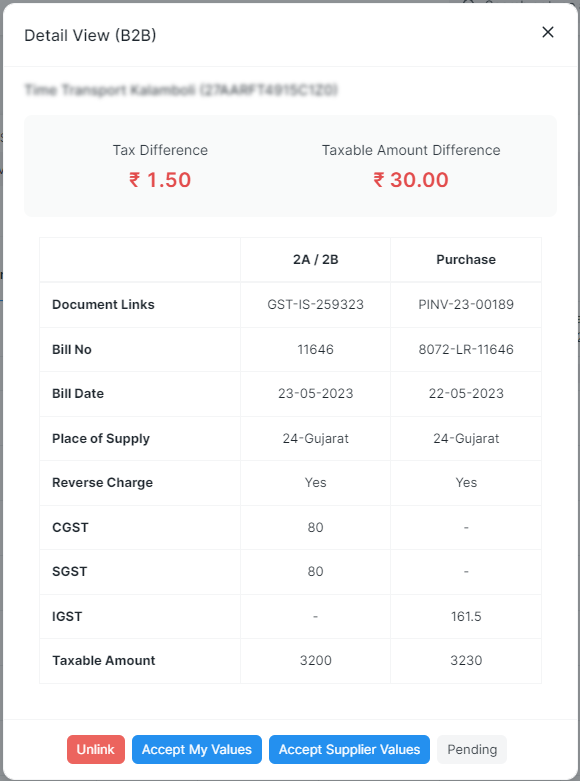 Detail View (B2B)
Time Transport Kalamboli
Tax Difference Taxable Amount Difference
₹ 1.50 ₹ 30.00
2A / 2B Purchase
Document Links GST-IS-259323 PINV-23-00189
Bill No 11646 8072-LR-11646
Bill Date 23-05-2023 22-05-2023
Place of Supply 24-Gujarat 24-Gujarat
Reverse Charge Yes Yes
CGST 80 -
SGST 80 -
IGST - 161.5
Taxable Amount 3200 3230
Unlink Accept My Values Accept Supplier Values Pending